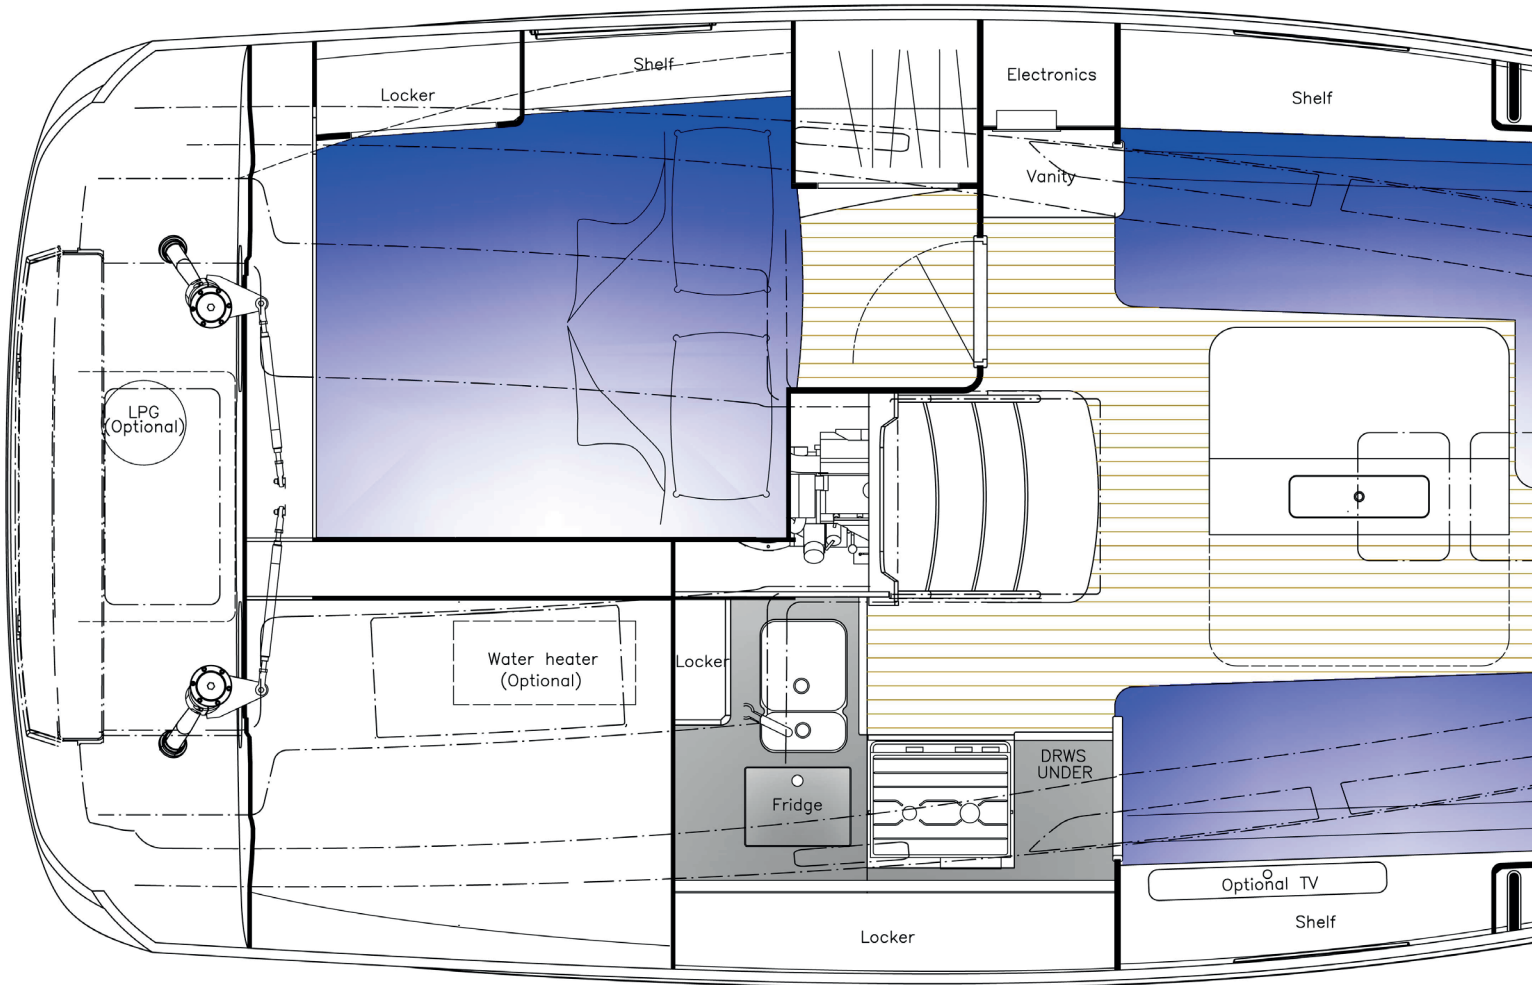 Shelf
Electronics
Locker
Shelf
Vanity
LPG
(Optional)
Water heater
(Optional)
Locker
DRWS
UNDER
Fridge
Optional TV
Shelf
Locker